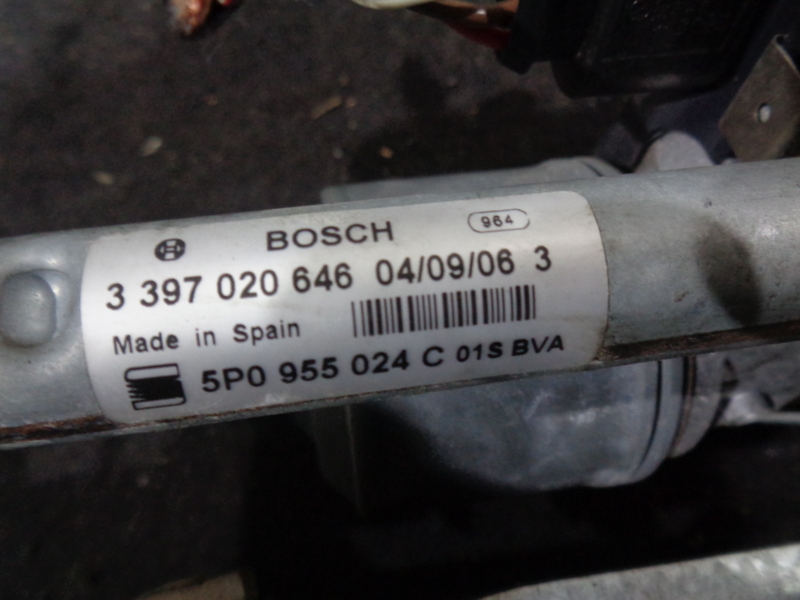 BOSCH 964
3 397 020 646 04/09/06 3
Made in Spain
5P0 955 024 C 01S BVA